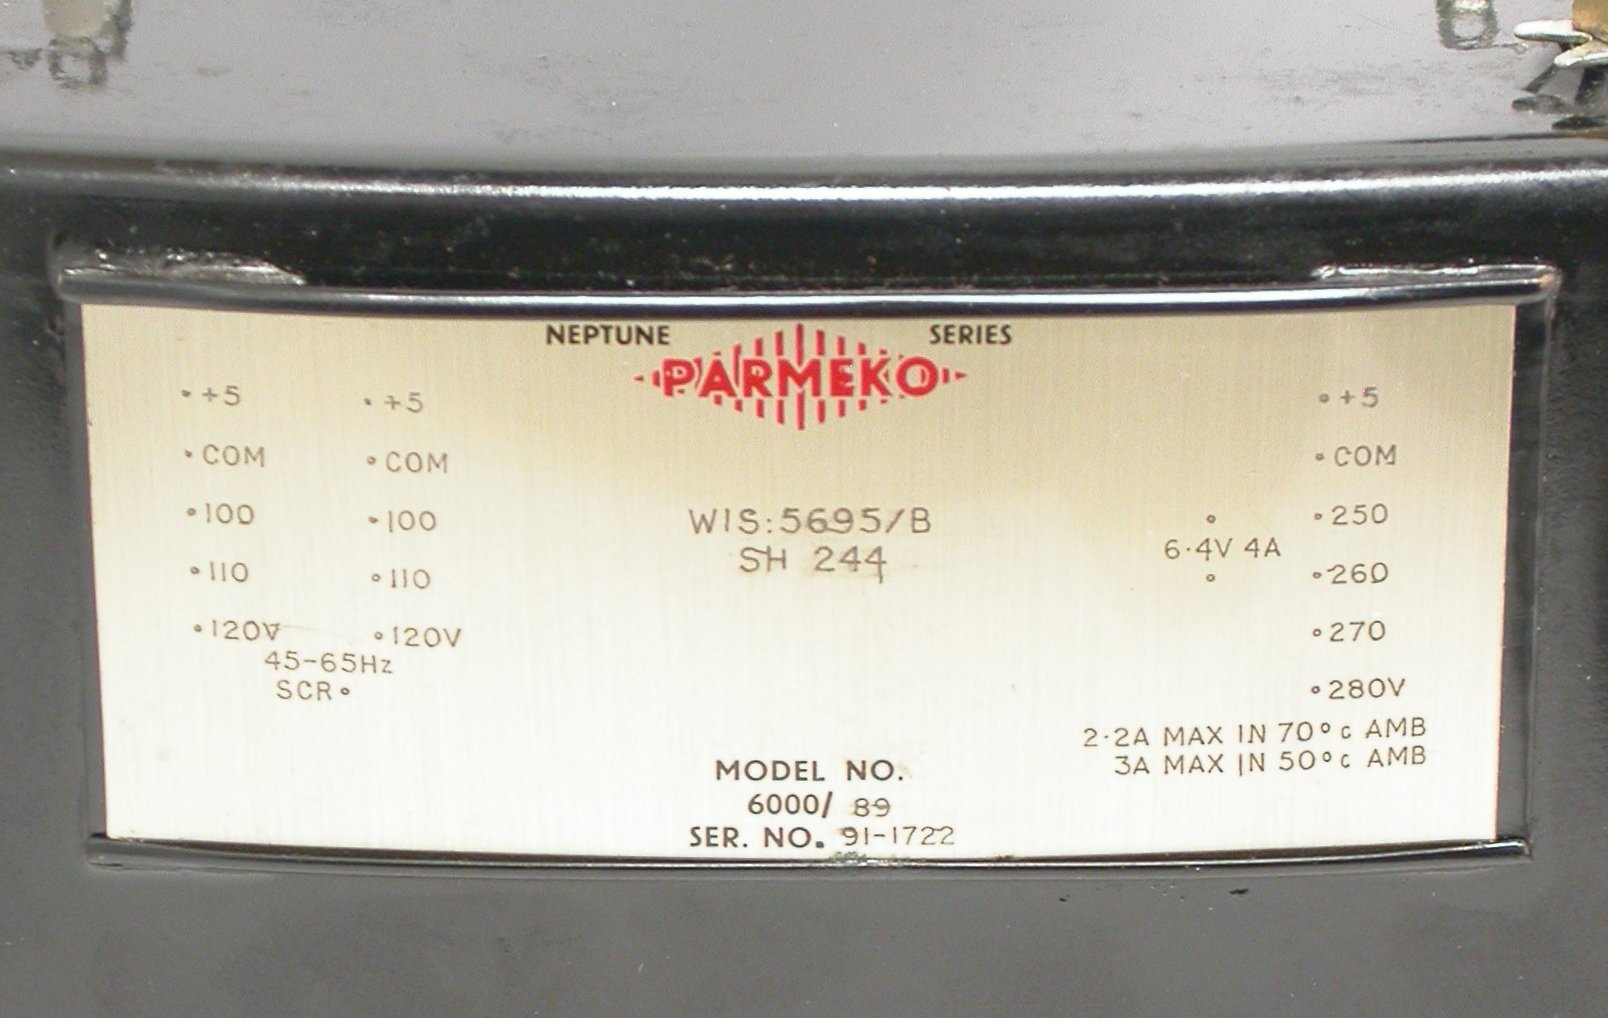 NEPTUNE SERIES
PARMEKO
+5 +5
COM COM
100 100
110 110
120V 120V
45-65Hz
SCR
WIS:5695/B
SH 244
6·4V 4A
+5
COM
250
260
270
280V
2·2A MAX IN 70°c AMB
3A MAX IN 50°c AMB
MODEL NO.
6000/ 89
SER. NO. 91-1722